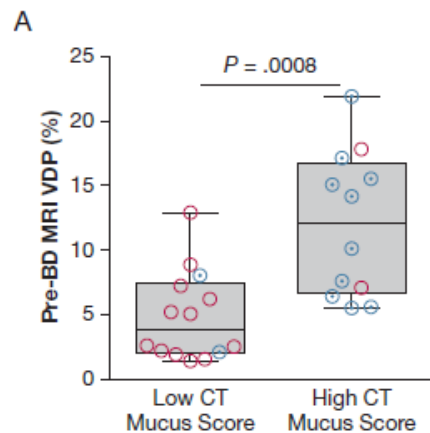 A
P = .0008
Pre-BD MRI VDP (%)
25
20
15
10
5
0
Low CT
Mucus Score
High CT
Mucus Score